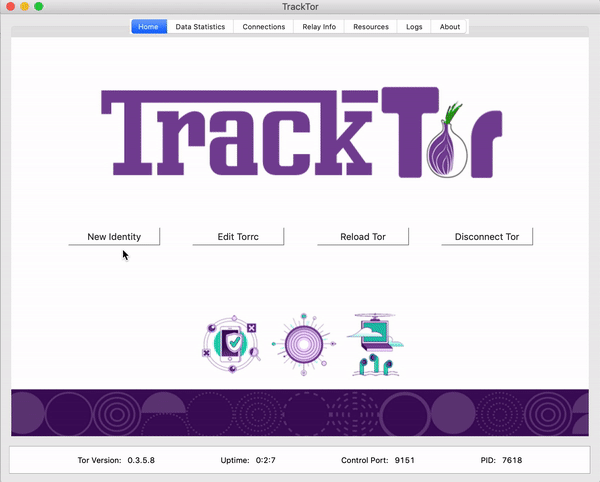 TrackTor
Home Data Statistics Connections Relay Info Resources Logs About
TrackTor
New Identity Edit Torrc Reload Tor Disconnect Tor
Tor Version: 0.3.5.8 Uptime: 0:2:7 Control Port: 9151 PID: 7618